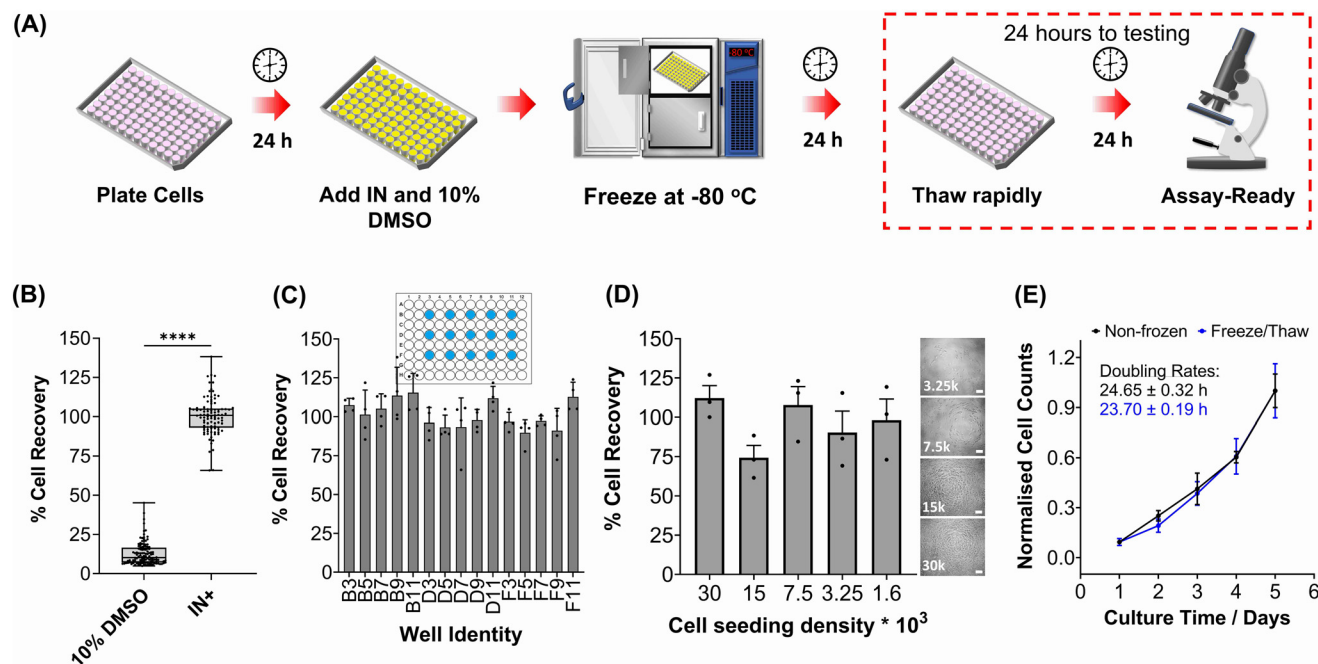 (A)
24 h
24 h
24 hours to testing
24 h
-80 °C
Plate Cells
Add IN and 10%
DMSO
Freeze at -80 °C
Thaw rapidly
Assay-Ready
(B)
% Cell Recovery
150
125
100
75
50
25
0
****
10% DMSO
IN+
(C)
% Cell Recovery
150
125
100
75
50
25
0
1 2 3 4 5 6 7 8 9 10 11 12
A
B
C
D
E
F
G
H
B3 B5 B7 B9 B11 D3 D5 D7 D9 D11 F3 F5 F7 F9 F11
Well Identity
(D)
% Cell Recovery
150
125
100
75
50
25
0
30 15 7.5 3.25 1.6
Cell seeding density * 10³
3.25k
7.5k
15k
30k
(E)
Non-frozen Freeze/Thaw
Normalised Cell Counts
1.2
0.9
0.6
0.3
0.0
Doubling Rates:
24.65 ± 0.32 h
23.70 ± 0.19 h
0 1 2 3 4 5 6
Culture Time / Days